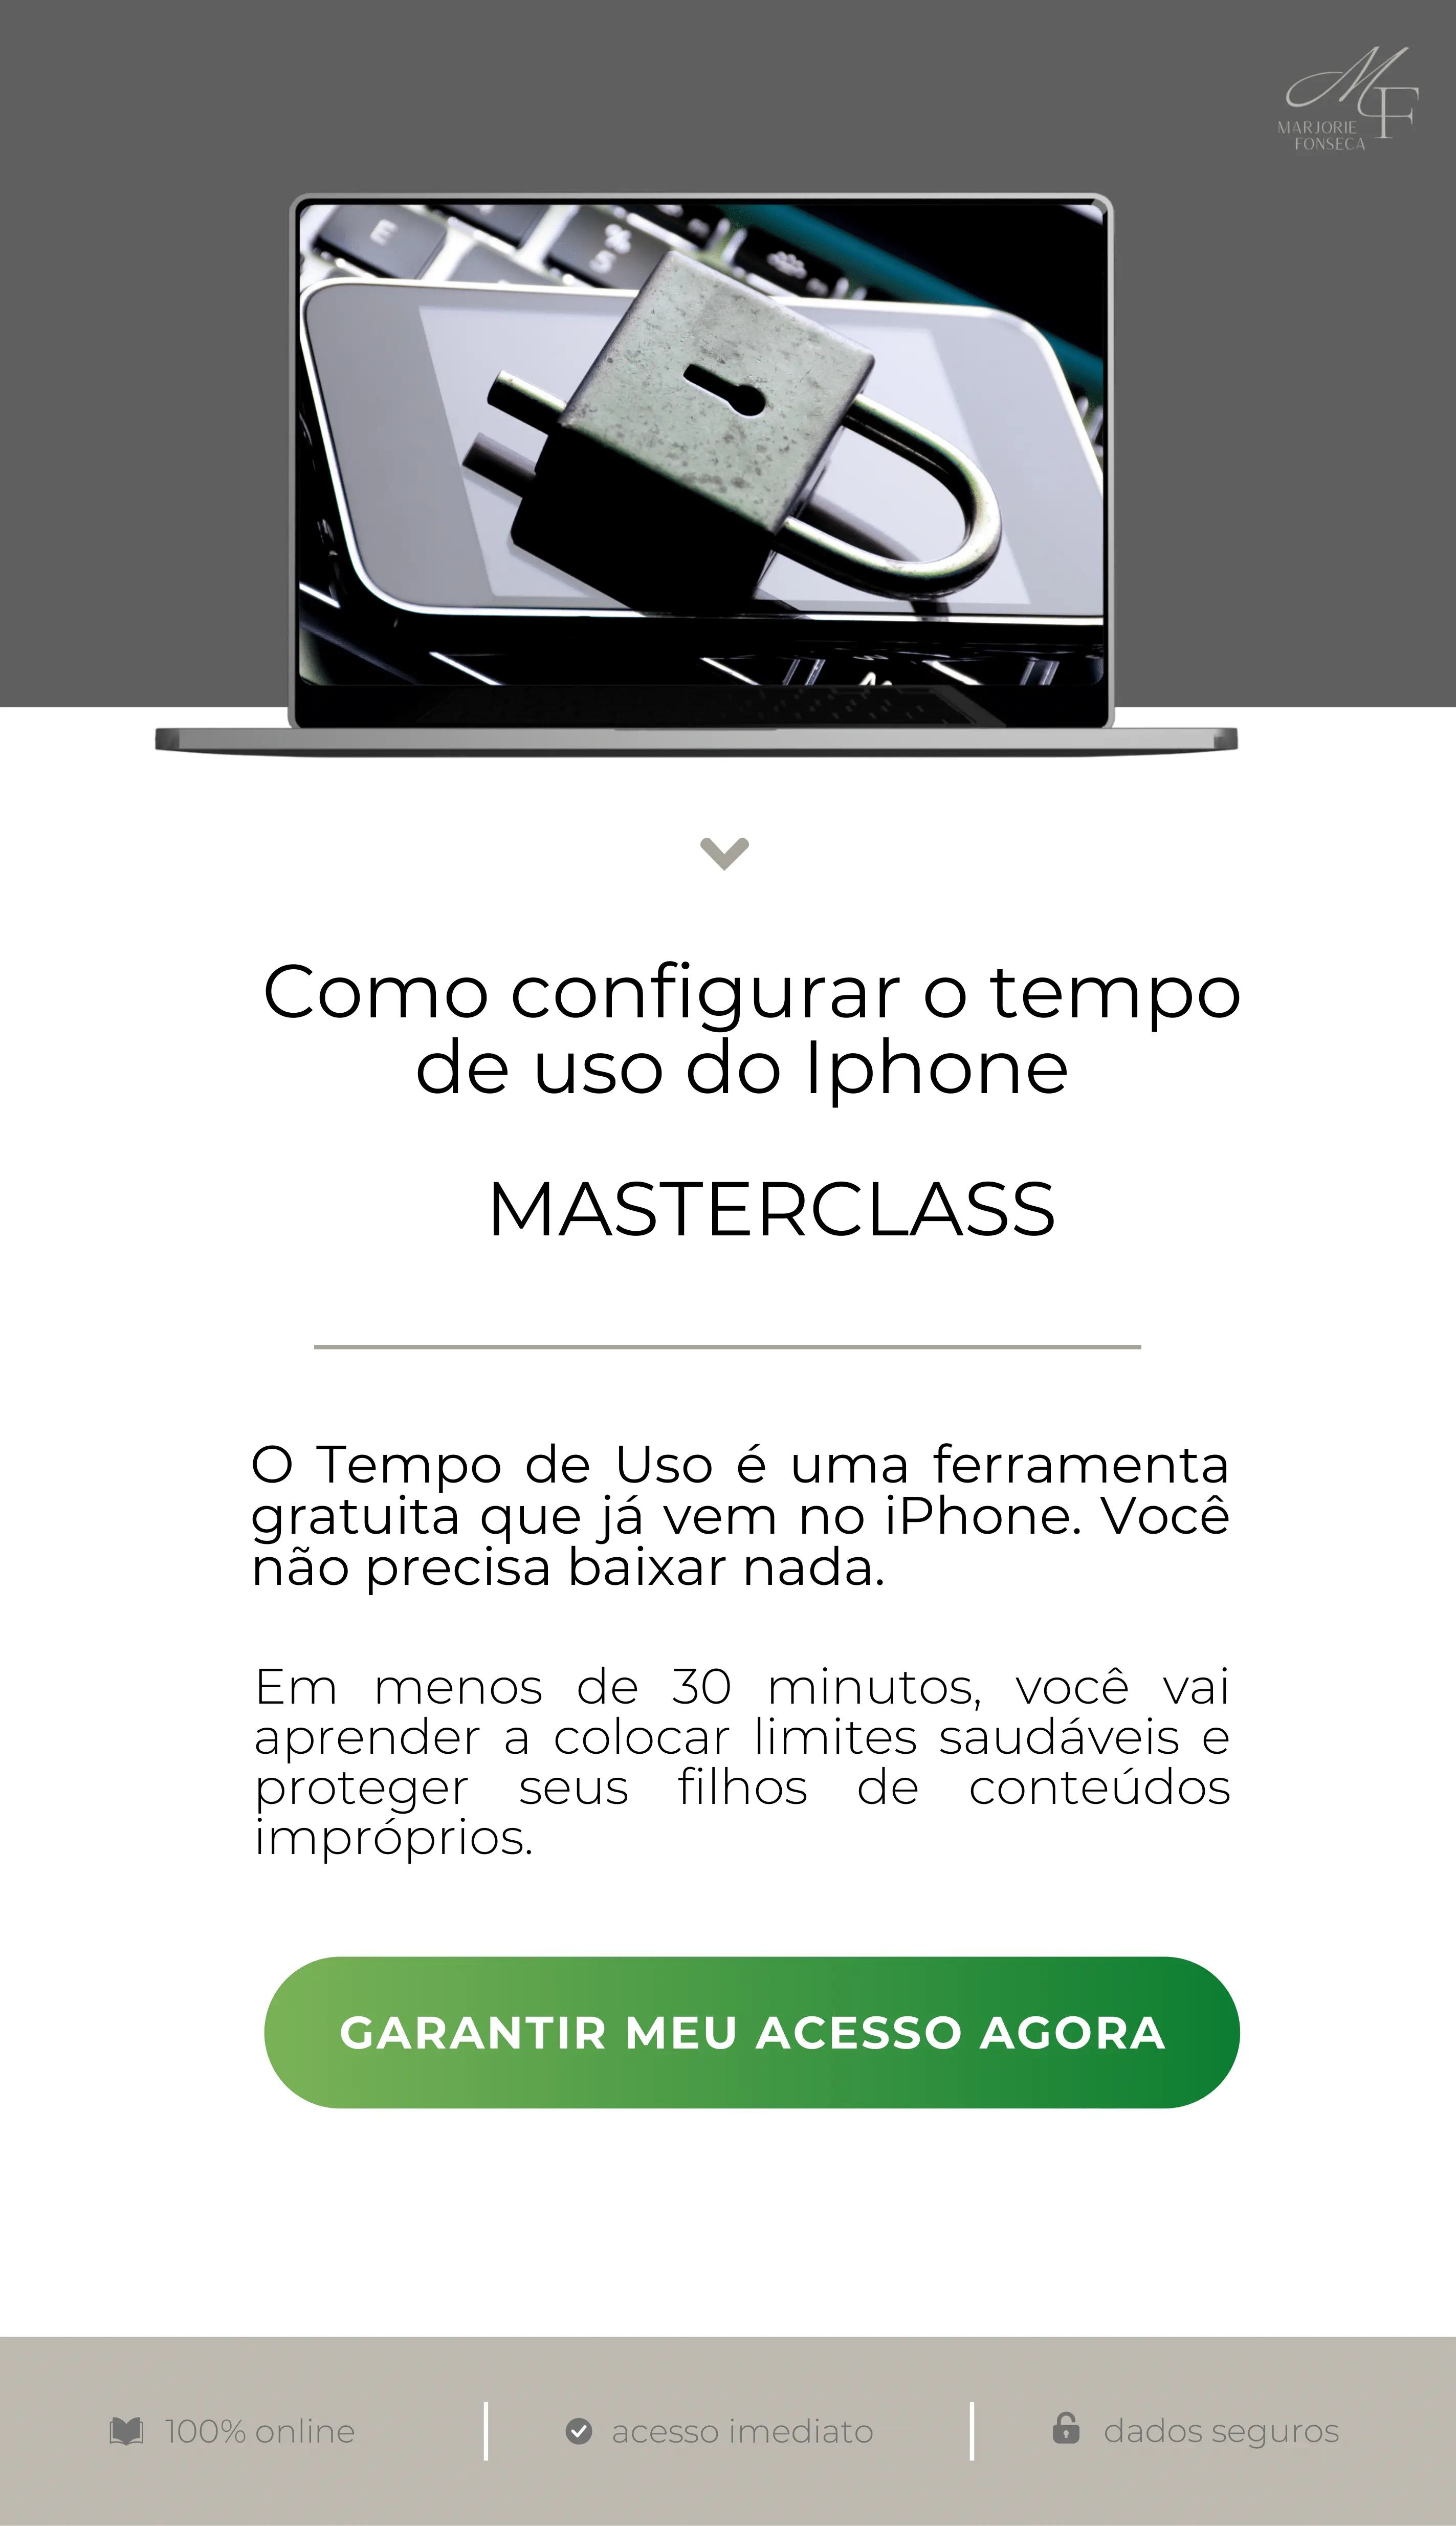 MF
MARJORIE
FONSECA
E
%
5
Como configurar o tempo
de uso do Iphone
MASTERCLASS
O Tempo de Uso é uma ferramenta
gratuita que já vem no iPhone. Você
não precisa baixar nada.
Em menos de 30 minutos, você vai
aprender a colocar limites saudáveis e
proteger seus filhos de conteúdos
impróprios.
GARANTIR MEU ACESSO AGORA
100% online
acesso imediato
dados seguros